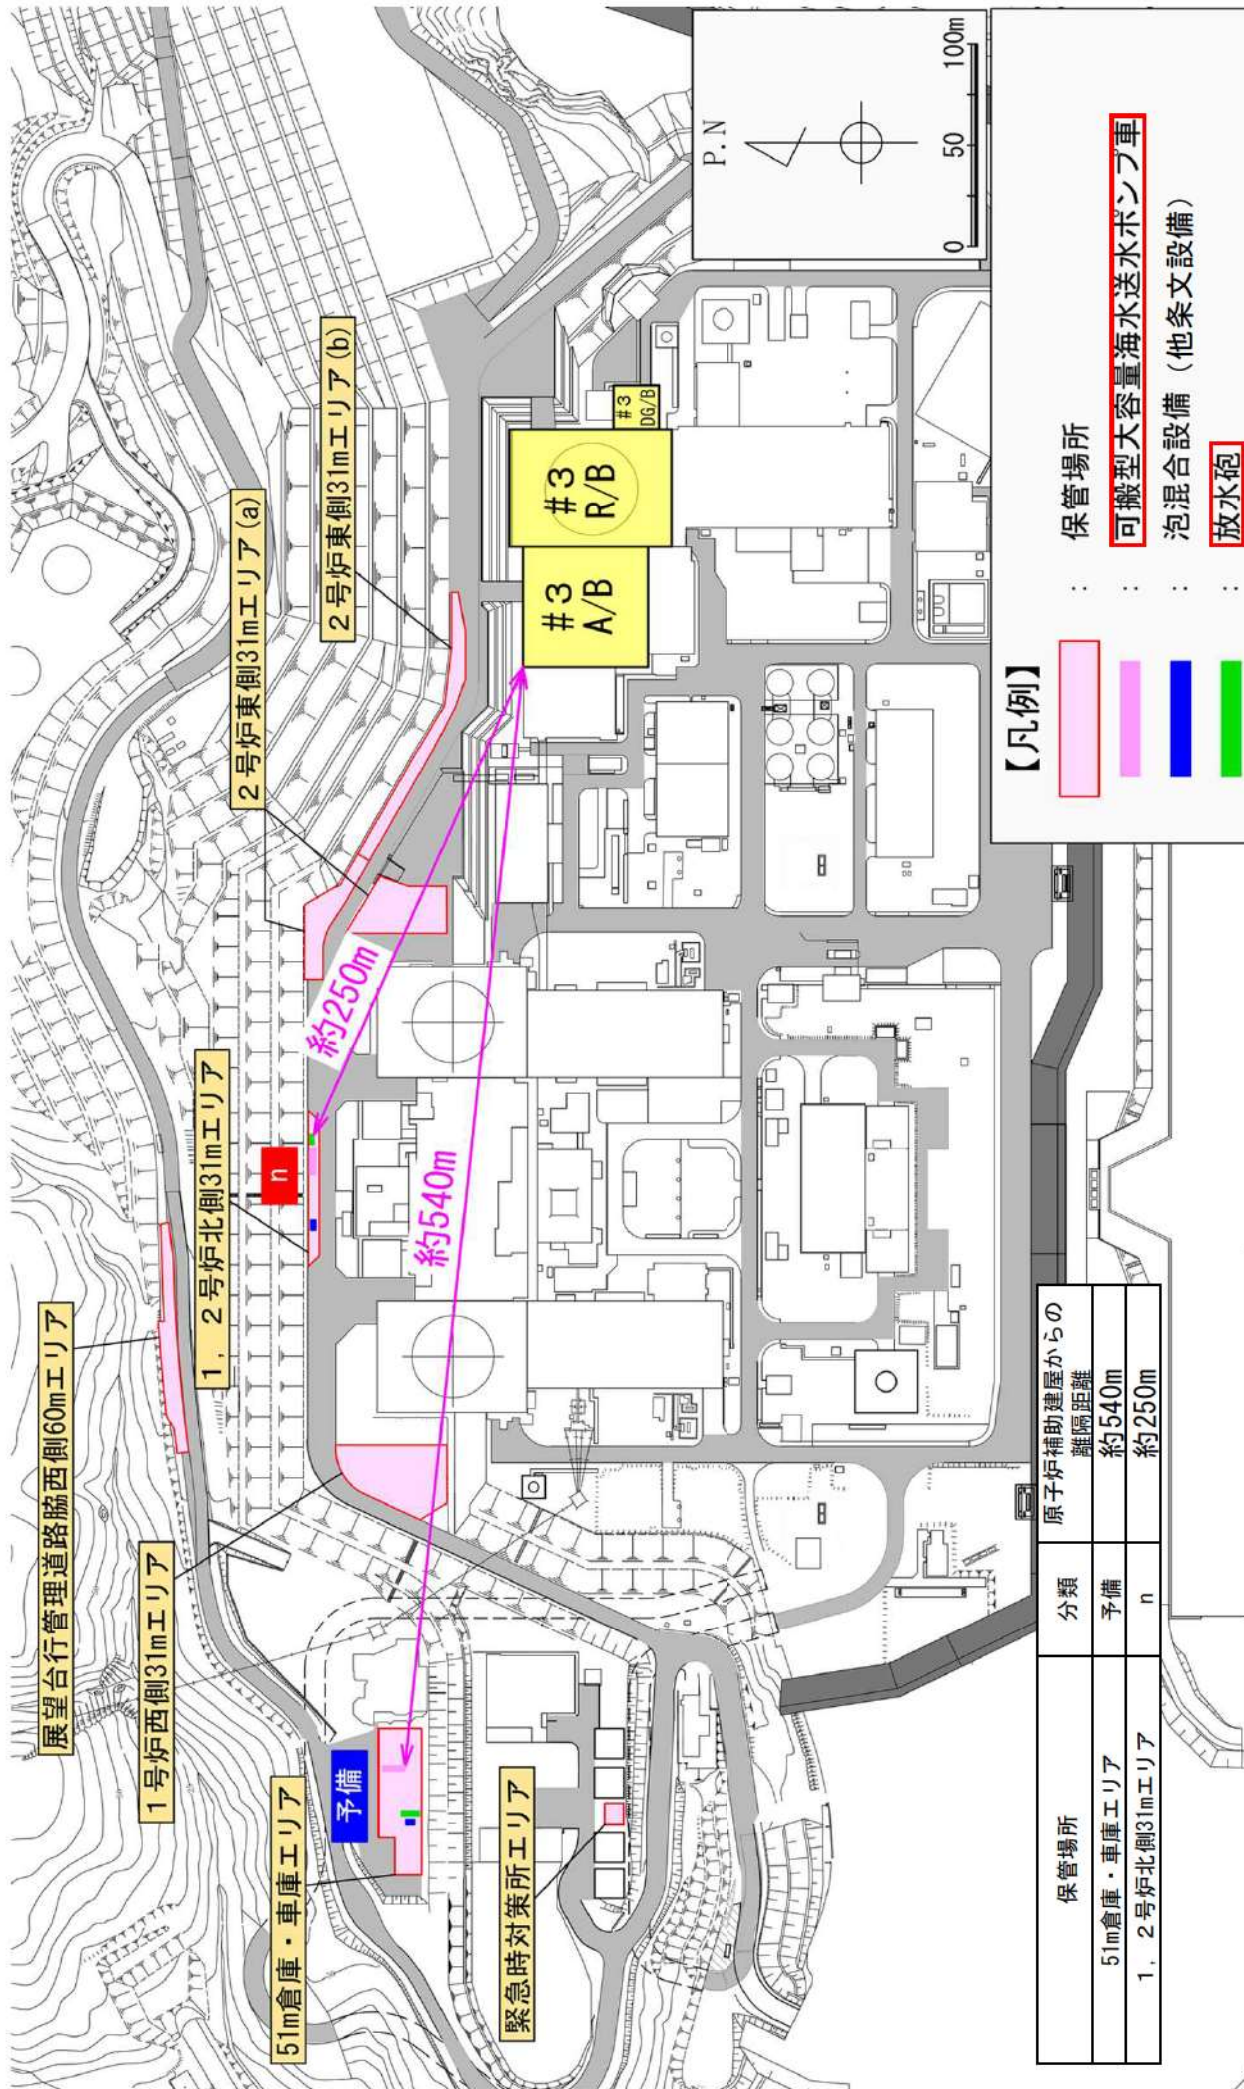 展望台行管理道路脇西側60mエリア
1号炉西側31mエリア
51m倉庫・車庫エリア
緊急時対策所エリア
予備
1，2号炉北側31mエリア
n
2号炉東側31mエリア(a)
2号炉東側31mエリア(b)
約250m
約540m
#3
A/B
#3
R/B
#3
DG/B
P.N
0 50 100m
【凡例】
： 保管場所
： 可搬型大容量海水送水ポンプ車
： 泡混合設備（他条文設備）
： 放水砲
保管場所 分類 原子炉補助建屋からの
離隔距離
51m倉庫・車庫エリア 予備 約540m
1，2号炉北側31mエリア n 約250m